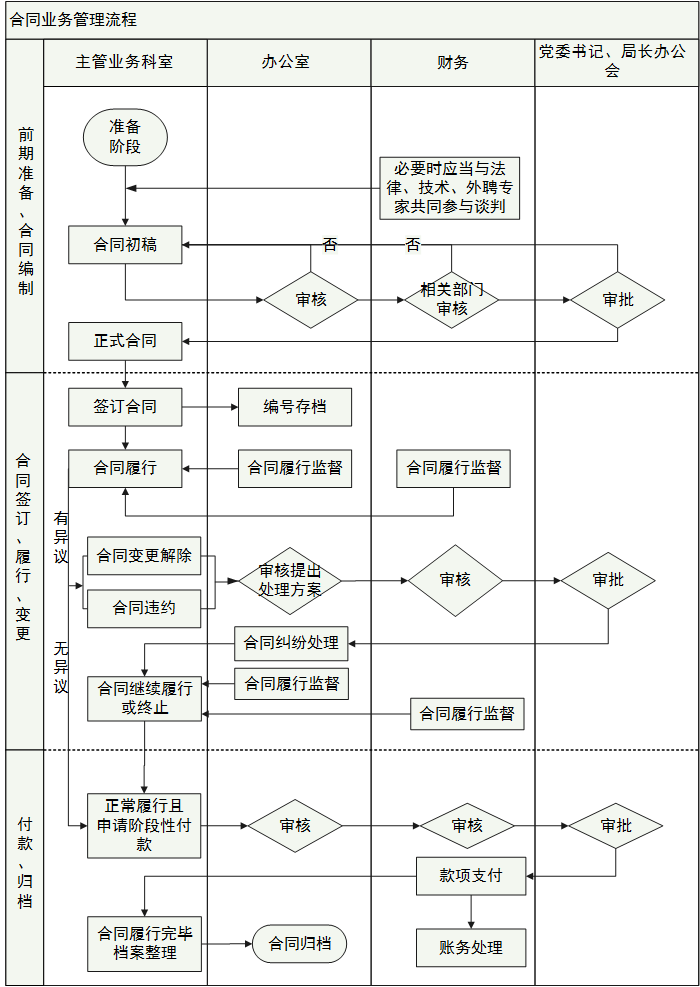 合同业务管理流程
主管业务科室
办公室
财务
党委书记、局长办公
会
前期准备、合同编制
准备
阶段
必要时应当与法
律、技术、外聘专
家共同参与谈判
合同初稿
否
否
审核
相关部门
审核
审批
正式合同
合同签订、履行、变更
签订合同
编号存档
合同履行
合同履行监督
合同履行监督
有异议
合同变更解除
合同违约
审核提出
处理方案
审核
审批
无异议
合同纠纷处理
合同继续履行
或终止
合同履行监督
合同履行监督
付款、归档
正常履行且
申请阶段性付
款
审核
审核
审批
款项支付
合同履行完毕
档案整理
合同归档
账务处理